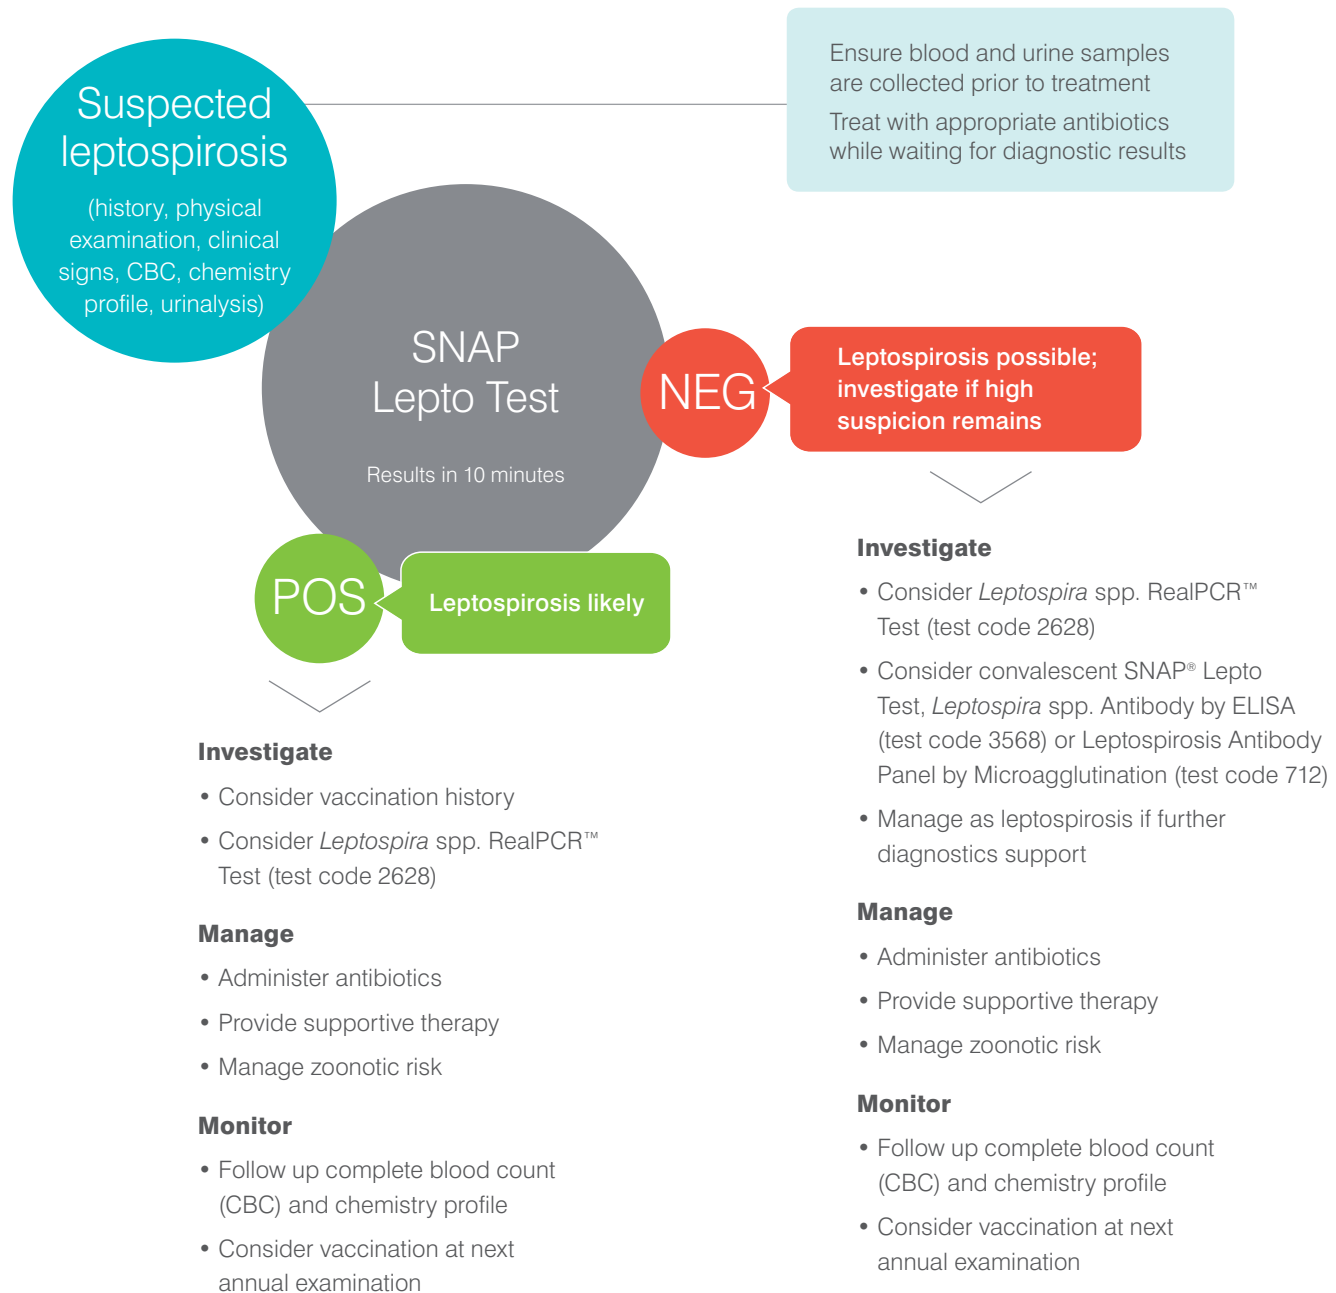 Suspected
leptospirosis
(history, physical
examination, clinical
signs, CBC, chemistry
profile, urinalysis)
Ensure blood and urine samples
are collected prior to treatment
Treat with appropriate antibiotics
while waiting for diagnostic results
SNAP
Lepto Test
Results in 10 minutes
NEG
Leptospirosis possible;
investigate if high
suspicion remains
POS
Leptospirosis likely
Investigate
• Consider vaccination history
• Consider Leptospira spp. RealPCR™
Test (test code 2628)
Manage
• Administer antibiotics
• Provide supportive therapy
• Manage zoonotic risk
Monitor
• Follow up complete blood count
(CBC) and chemistry profile
• Consider vaccination at next
annual examination
Investigate
• Consider Leptospira spp. RealPCR™
Test (test code 2628)
• Consider convalescent SNAP® Lepto
Test, Leptospira spp. Antibody by ELISA
(test code 3568) or Leptospirosis Antibody
Panel by Microagglutination (test code 712)
• Manage as leptospirosis if further
diagnostics support
Manage
• Administer antibiotics
• Provide supportive therapy
• Manage zoonotic risk
Monitor
• Follow up complete blood count
(CBC) and chemistry profile
• Consider vaccination at next
annual examination